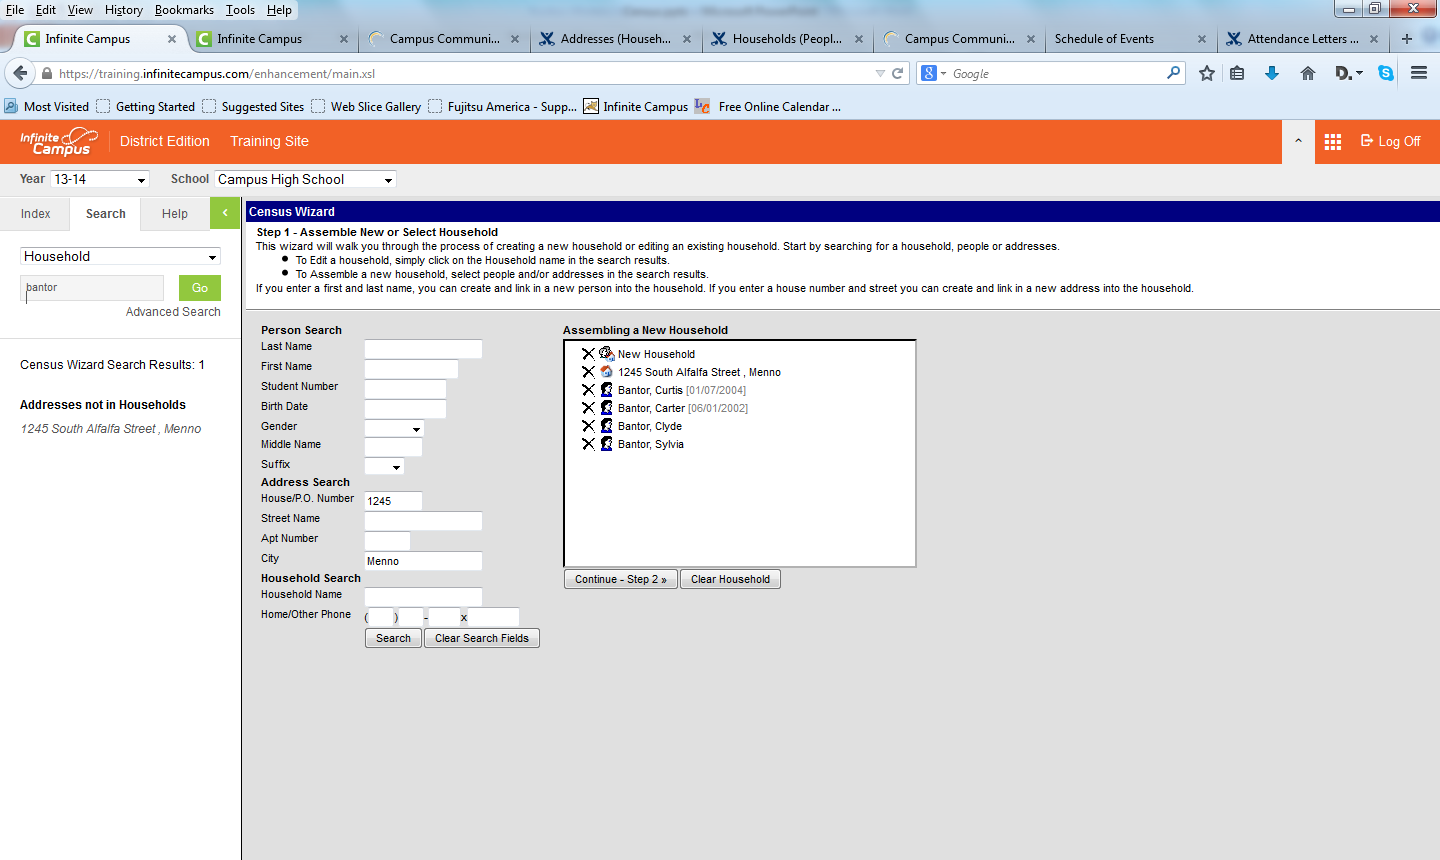 File Edit View History Bookmarks Tools Help
Infinite Campus Infinite Campus Campus Communi... Addresses (Househ... Households (Peopl... Campus Communi... Schedule of Events Attendance Letters ...
https://training.infinitecampus.com/enhancement/main.xsl
Google
Most Visited Getting Started Suggested Sites Web Slice Gallery Fujitsu America - Supp... Infinite Campus Free Online Calendar ...
Infinite Campus District Edition Training Site Log Off
Year 13-14 School Campus High School
Index Search Help
Household
bantor Go
Advanced Search
Census Wizard Search Results: 1
Addresses not in Households
1245 South Alfalfa Street , Menno
Census Wizard
Step 1 - Assemble New or Select Household
This wizard will walk you through the process of creating a new household or editing an existing household. Start by searching for a household, people or addresses.
• To Edit a household, simply click on the Household name in the search results.
• To Assemble a new household, select people and/or addresses in the search results.
If you enter a first and last name, you can create and link in a new person into the household. If you enter a house number and street you can create and link in a new address into the household.
Person Search
Last Name
First Name
Student Number
Birth Date
Gender
Middle Name
Suffix
Address Search
House/P.O. Number 1245
Street Name
Apt Number
City Menno
Household Search
Household Name
Home/Other Phone ( ) - x
Search Clear Search Fields
Assembling a New Household
New Household
1245 South Alfalfa Street , Menno
Bantor, Curtis [01/07/2004]
Bantor, Carter [06/01/2002]
Bantor, Clyde
Bantor, Sylvia
Continue - Step 2 » Clear Household